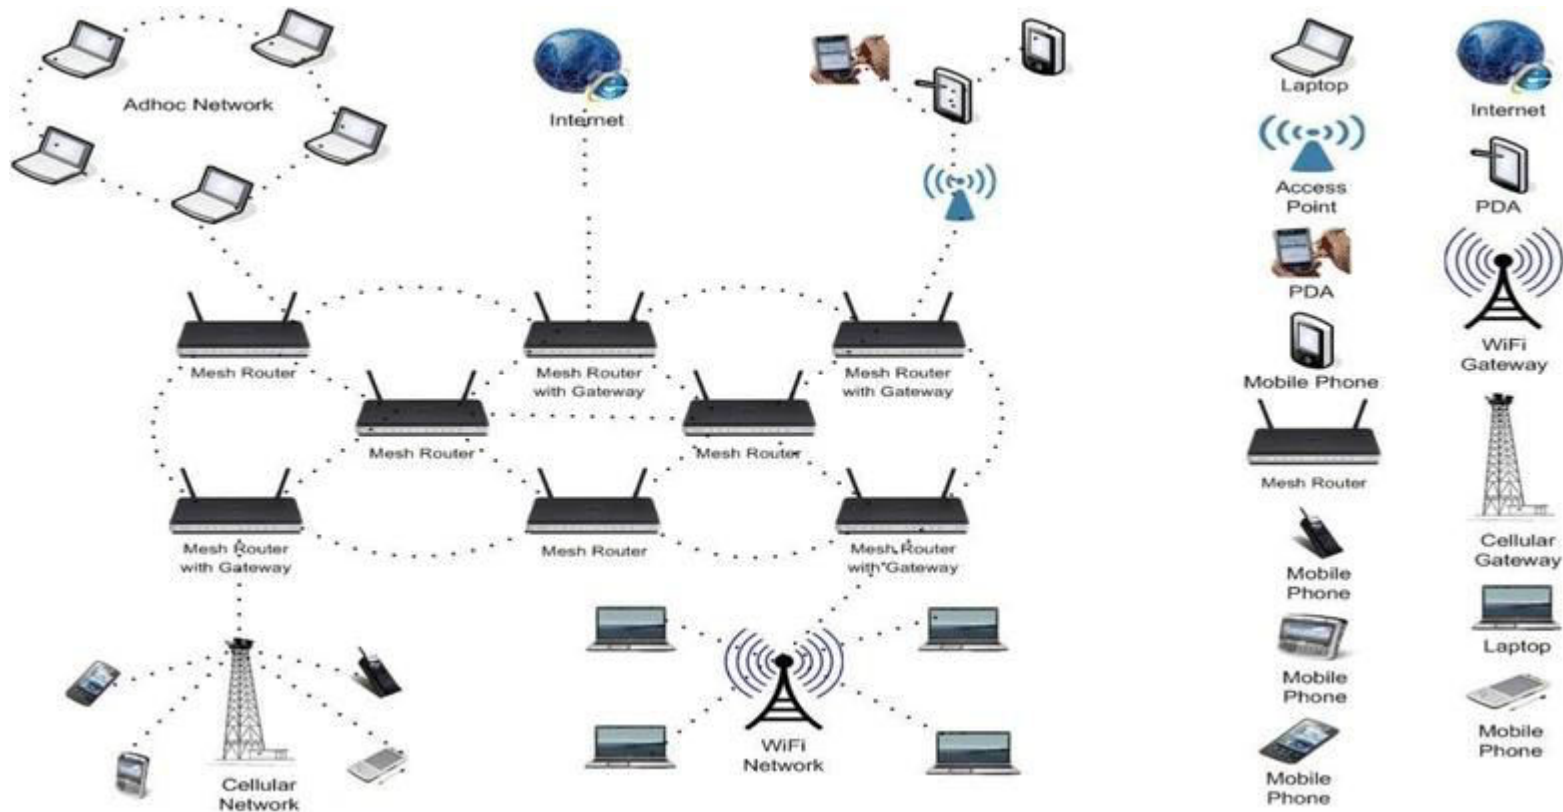 Adhoc Network
Internet
Mesh Router
Mesh Router
with Gateway
Mesh Router
with Gateway
Mesh Router
Mesh Router
Mesh Router
with Gateway
Mesh Router
Mesh Router
with Gateway
Cellular
Network
WiFi
Network
Laptop
Internet
Access
Point
PDA
PDA
WiFi
Gateway
Mobile Phone
Mesh Router
Cellular
Gateway
Mobile
Phone
Laptop
Mobile
Phone
Mobile
Phone
Mobile
Phone